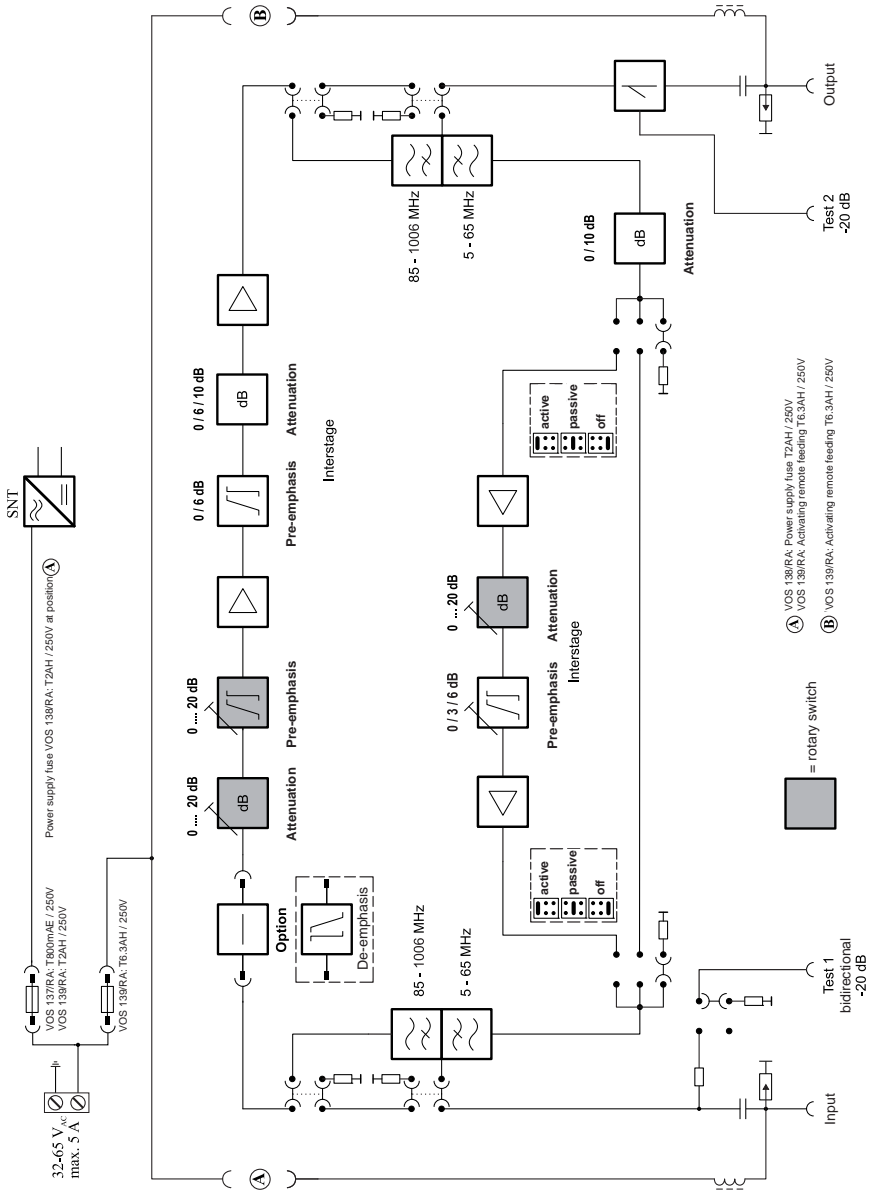 32-65 V_AC
max. 5 A
VOS 137/RA: T800mAE / 250V
VOS 139/RA: T2AH / 250V
VOS 139/RA: T6.3AH / 250V
Power supply fuse VOS 138/RA: T2AH / 250V at position A
SNT
A
B
Option
De-emphasis
0 .... 20 dB
dB
Attenuation
0 .... 20 dB
Pre-emphasis
0 / 6 dB
Pre-emphasis
0 / 6 / 10 dB
dB
Attenuation
Interstage
85 - 1006 MHz
5 - 65 MHz
85 - 1006 MHz
5 - 65 MHz
active
passive
off
0 / 3 / 6 dB
Pre-emphasis
0 ... 20 dB
dB
Attenuation
Interstage
active
passive
off
0 / 10 dB
dB
Attenuation
Input
Test 1
bidirectional
-20 dB
= rotary switch
A VOS 138/RA: Power supply fuse T2AH / 250V
VOS 139/RA: Activating remote feeding T6.3AH / 250V
B VOS 139/RA: Activating remote feeding T6.3AH / 250V
Test 2
-20 dB
Output